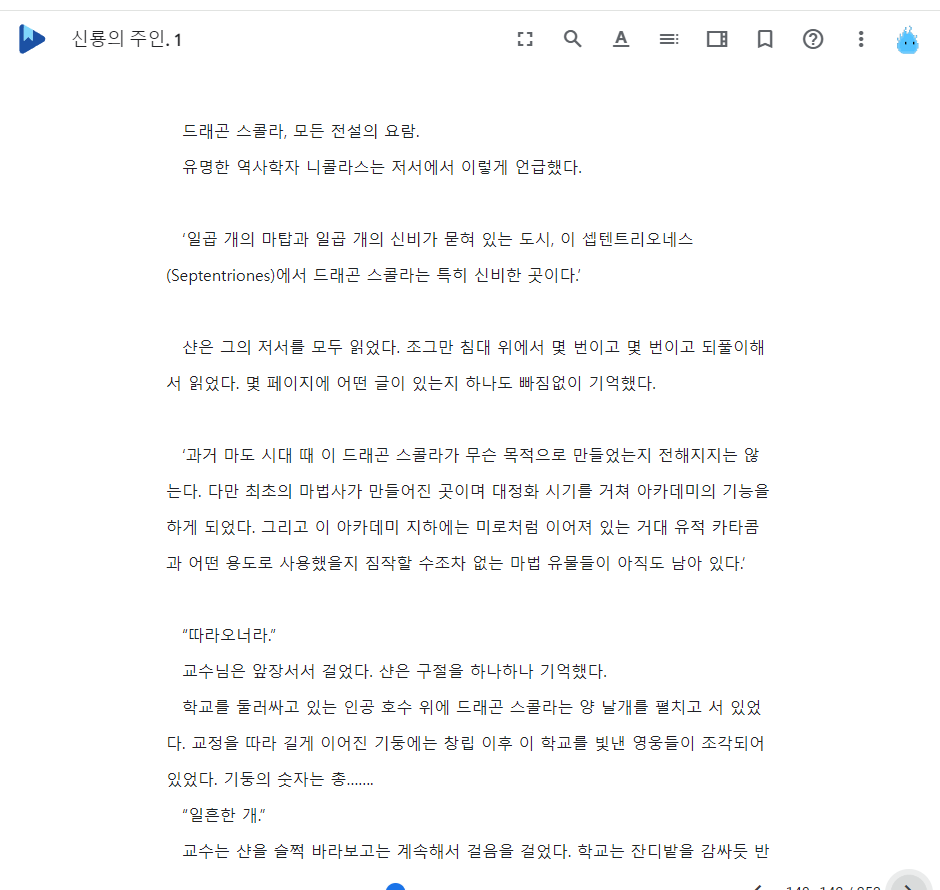 신룡의 주인. 1
드래곤 스콜라, 모든 전설의 요람.
유명한 역사학자 니콜라스는 저서에서 이렇게 언급했다.
‘일곱 개의 마탑과 일곱 개의 신비가 묻혀 있는 도시, 이 셉텐트리오네스
(Septentriones)에서 드래곤 스콜라는 특히 신비한 곳이다.’
샨은 그의 저서를 모두 읽었다. 조그만 침대 위에서 몇 번이고 몇 번이고 되풀이해
서 읽었다. 몇 페이지에 어떤 글이 있는지 하나도 빠짐없이 기억했다.
‘과거 마도 시대 때 이 드래곤 스콜라가 무슨 목적으로 만들었는지 전해지지는 않
는다. 다만 최초의 마법사가 만들어진 곳이며 대정화 시기를 거쳐 아카데미의 기능을
하게 되었다. 그리고 이 아카데미 지하에는 미로처럼 이어져 있는 거대 유적 카타콤
과 어떤 용도로 사용했을지 짐작할 수조차 없는 마법 유물들이 아직도 남아 있다.’
“따라오너라.”
교수님은 앞장서서 걸었다. 샨은 구절을 하나하나 기억했다.
학교를 둘러싸고 있는 인공 호수 위에 드래곤 스콜라는 양 날개를 펼치고 서 있었
다. 교정을 따라 길게 이어진 기둥에는 창립 이후 이 학교를 빛낸 영웅들이 조각되어
있었다. 기둥의 숫자는 총…….
“일흔한 개.”
교수는 샨을 슬쩍 바라보고는 계속해서 걸음을 걸었다. 학교는 잔디밭을 감싸듯 반